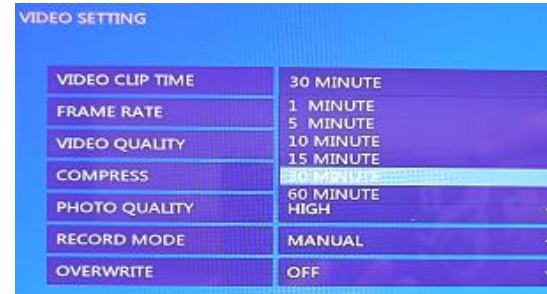 VIDEO SETTING
VIDEO CLIP TIME 30 MINUTE
FRAME RATE 1 MINUTE
5 MINUTE
VIDEO QUALITY 10 MINUTE
15 MINUTE
COMPRESS 30 MINUTE
60 MINUTE
PHOTO QUALITY HIGH
RECORD MODE MANUAL
OVERWRITE OFF